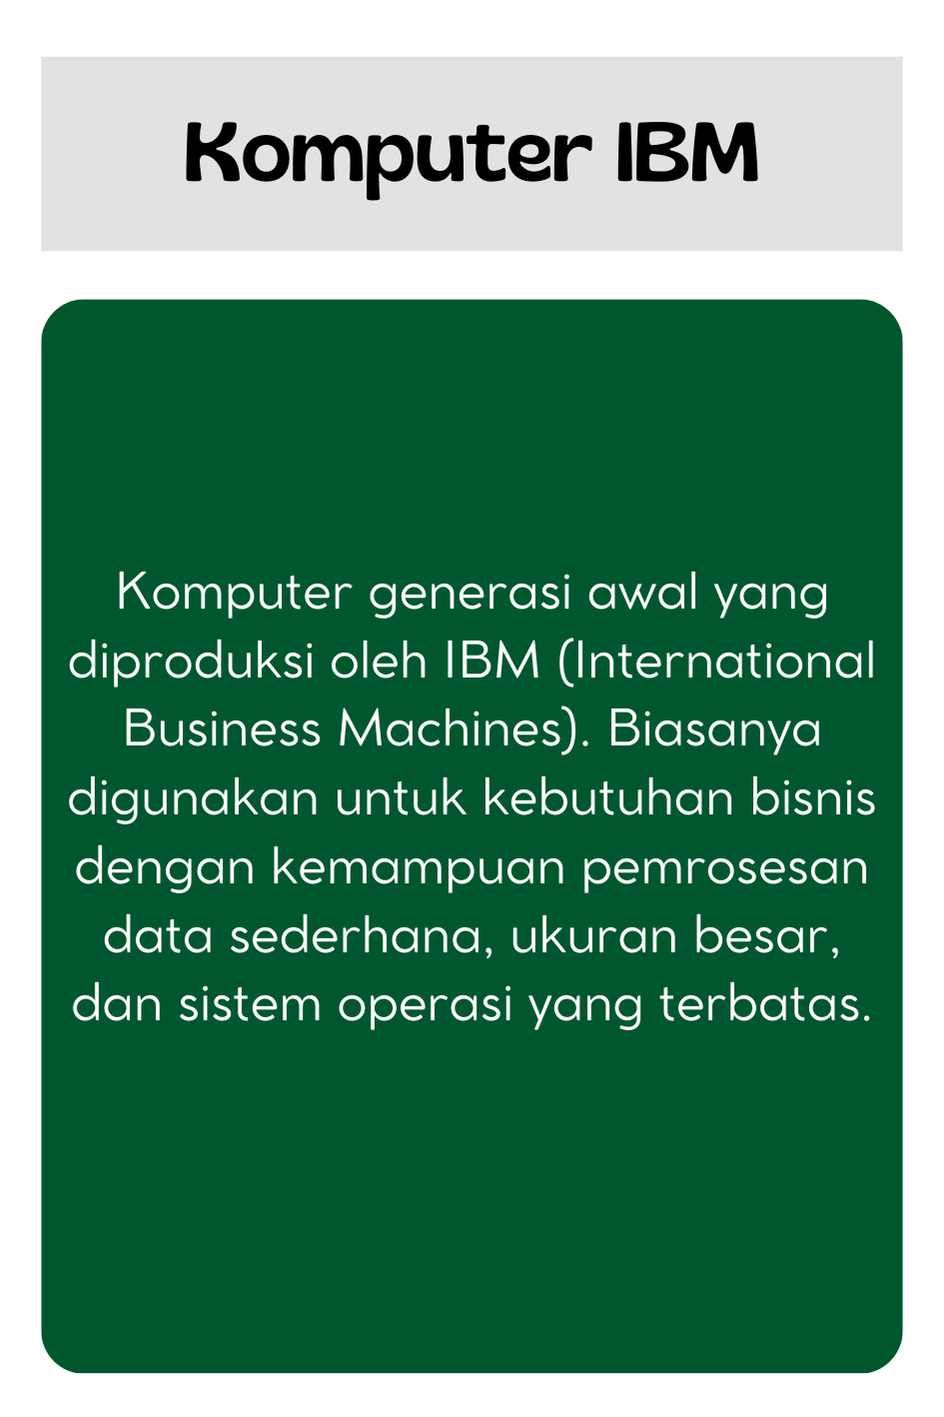 Komputer IBM
Komputer generasi awal yang
diproduksi oleh IBM (International
Business Machines). Biasanya
digunakan untuk kebutuhan bisnis
dengan kemampuan pemrosesan
data sederhana, ukuran besar,
dan sistem operasi yang terbatas.